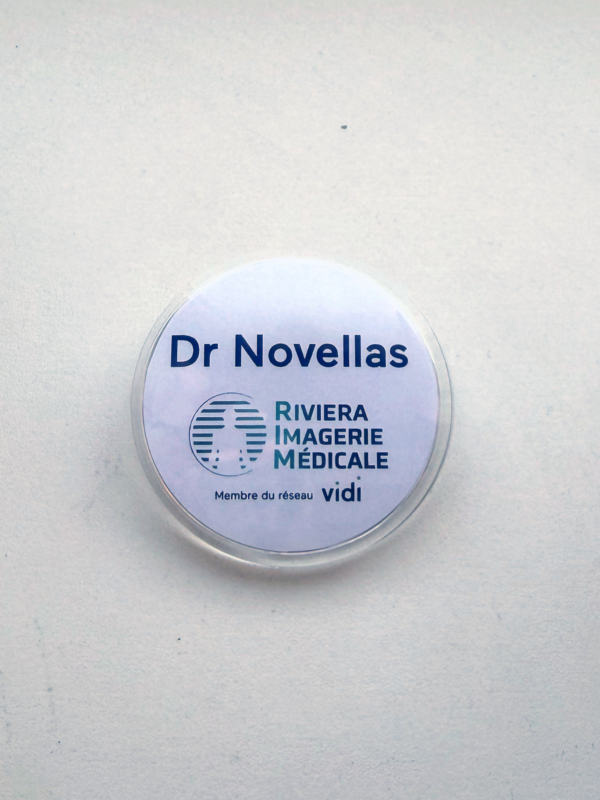 Dr Novellas
RIVIERA
IMAGERIE
MÉDICALE
Membre du réseau vidi